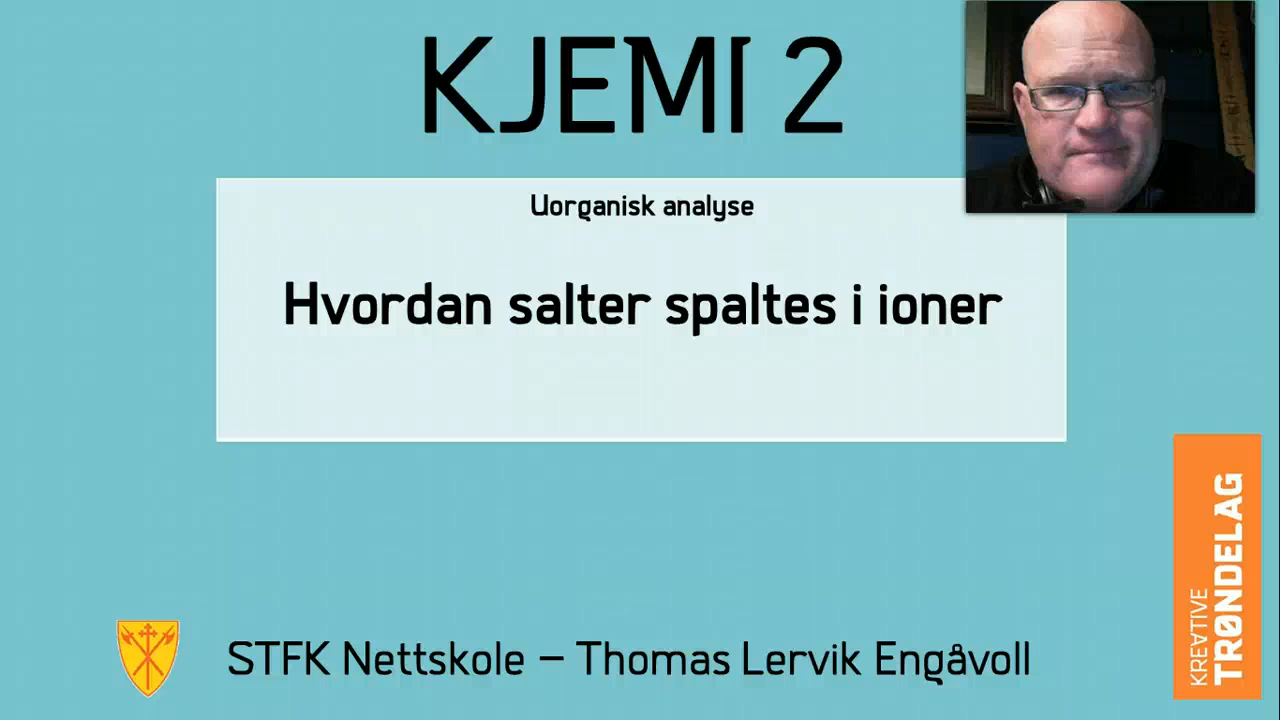 KJEMI 2
Uorganisk analyse
Hvordan salter spaltes i ioner
STFK Nettskole – Thomas Lervik Engåvoll
KREATIVE
TRØNDELAG